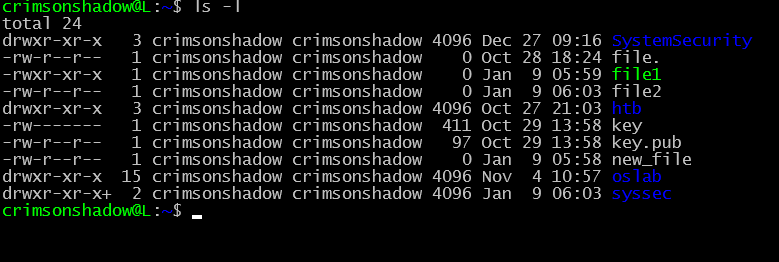 crimsonshadow@L:~$ ls -l
total 24
drwxr-xr-x   3 crimsonshadow crimsonshadow 4096 Dec 27 09:16 SystemSecurity
-rw-r--r--   1 crimsonshadow crimsonshadow    0 Oct 28 18:24 file.
-rw-r-xr-x   1 crimsonshadow crimsonshadow    0 Jan  9 05:59 file1
-rw-r--r--   1 crimsonshadow crimsonshadow    0 Jan  9 06:03 file2
drwxr-xr-x   3 crimsonshadow crimsonshadow 4096 Oct 27 21:03 htb
-rw-------   1 crimsonshadow crimsonshadow  411 Oct 29 13:58 key
-rw-r--r--   1 crimsonshadow crimsonshadow   97 Oct 29 13:58 key.pub
-rw-r--r--   1 crimsonshadow crimsonshadow    0 Jan  9 05:58 new_file
drwxr-xr-x  15 crimsonshadow crimsonshadow 4096 Nov  4 10:57 oslab
drwxr-xr-x+  2 crimsonshadow crimsonshadow 4096 Jan  9 06:03 syssec
crimsonshadow@L:~$